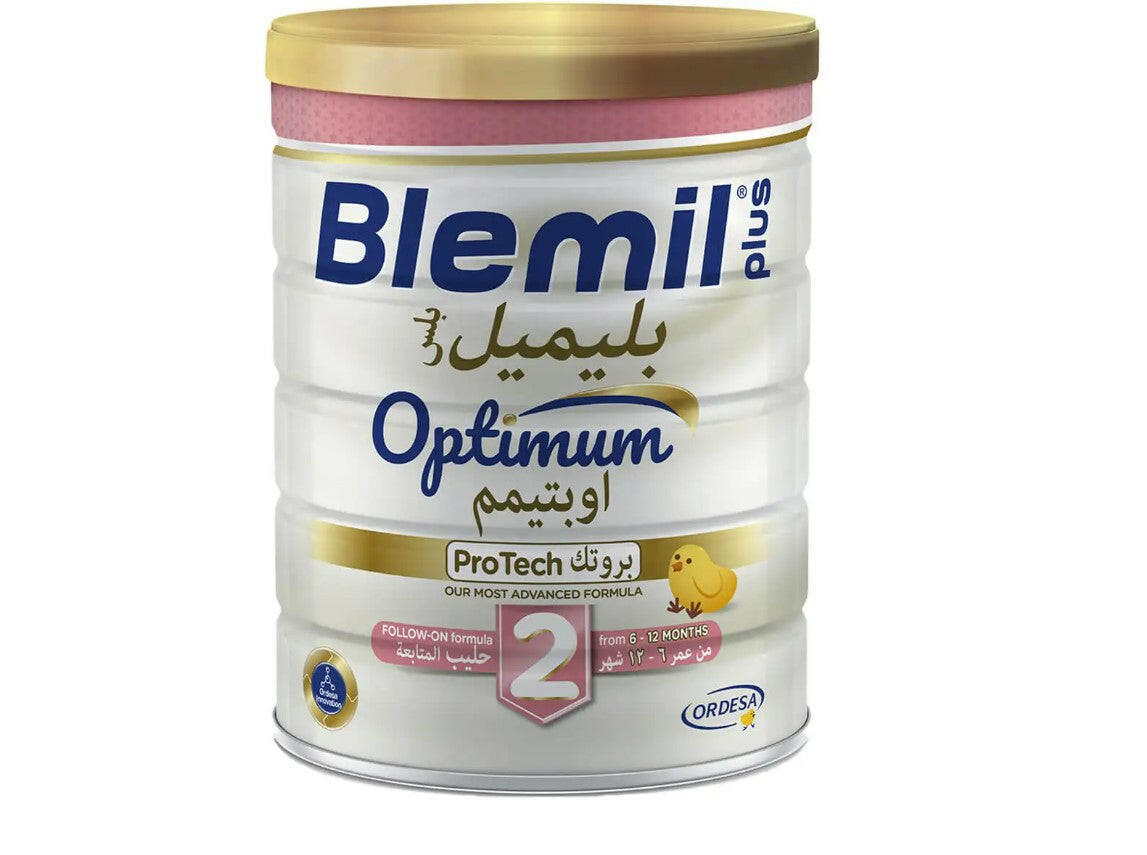 Blemil® plus
بليميل بلس
Optimum
اوبتيمم
ProTech بروتك
OUR MOST ADVANCED FORMULA
FOLLOW-ON formula
حليب المتابعة
2
from 6 - 12 MONTHS
من عمر ٦ - ١٢ شهر
Ordesa
Innovation
ORDESA